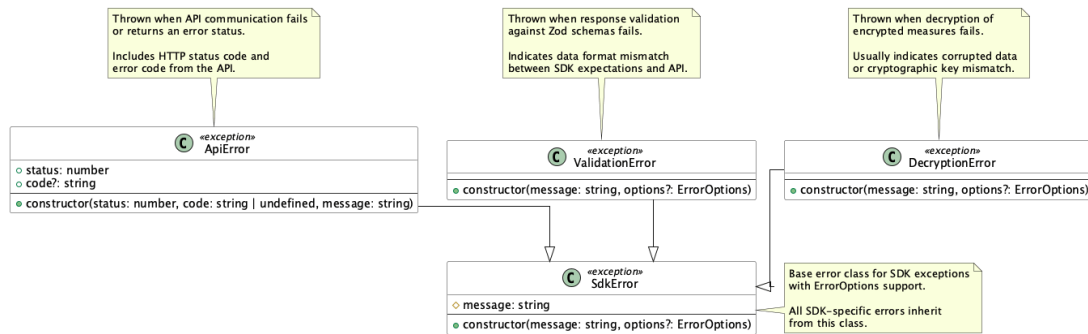 Thrown when API communication fails
or returns an error status.
Includes HTTP status code and
error code from the API.
Thrown when response validation
against Zod schemas fails.
Indicates data format mismatch
between SDK expectations and API.
Thrown when decryption of
encrypted measures fails.
Usually indicates corrupted data
or cryptographic key mismatch.
C
«exception»
ApiError
status: number
code?: string
constructor(status: number, code: string | undefined, message: string)
C
«exception»
ValidationError
constructor(message: string, options?: ErrorOptions)
C
«exception»
DecryptionError
constructor(message: string, options?: ErrorOptions)
C
«exception»
SdkError
message: string
constructor(message: string, options?: ErrorOptions)
Base error class for SDK exceptions
with ErrorOptions support.
All SDK-specific errors inherit
from this class.